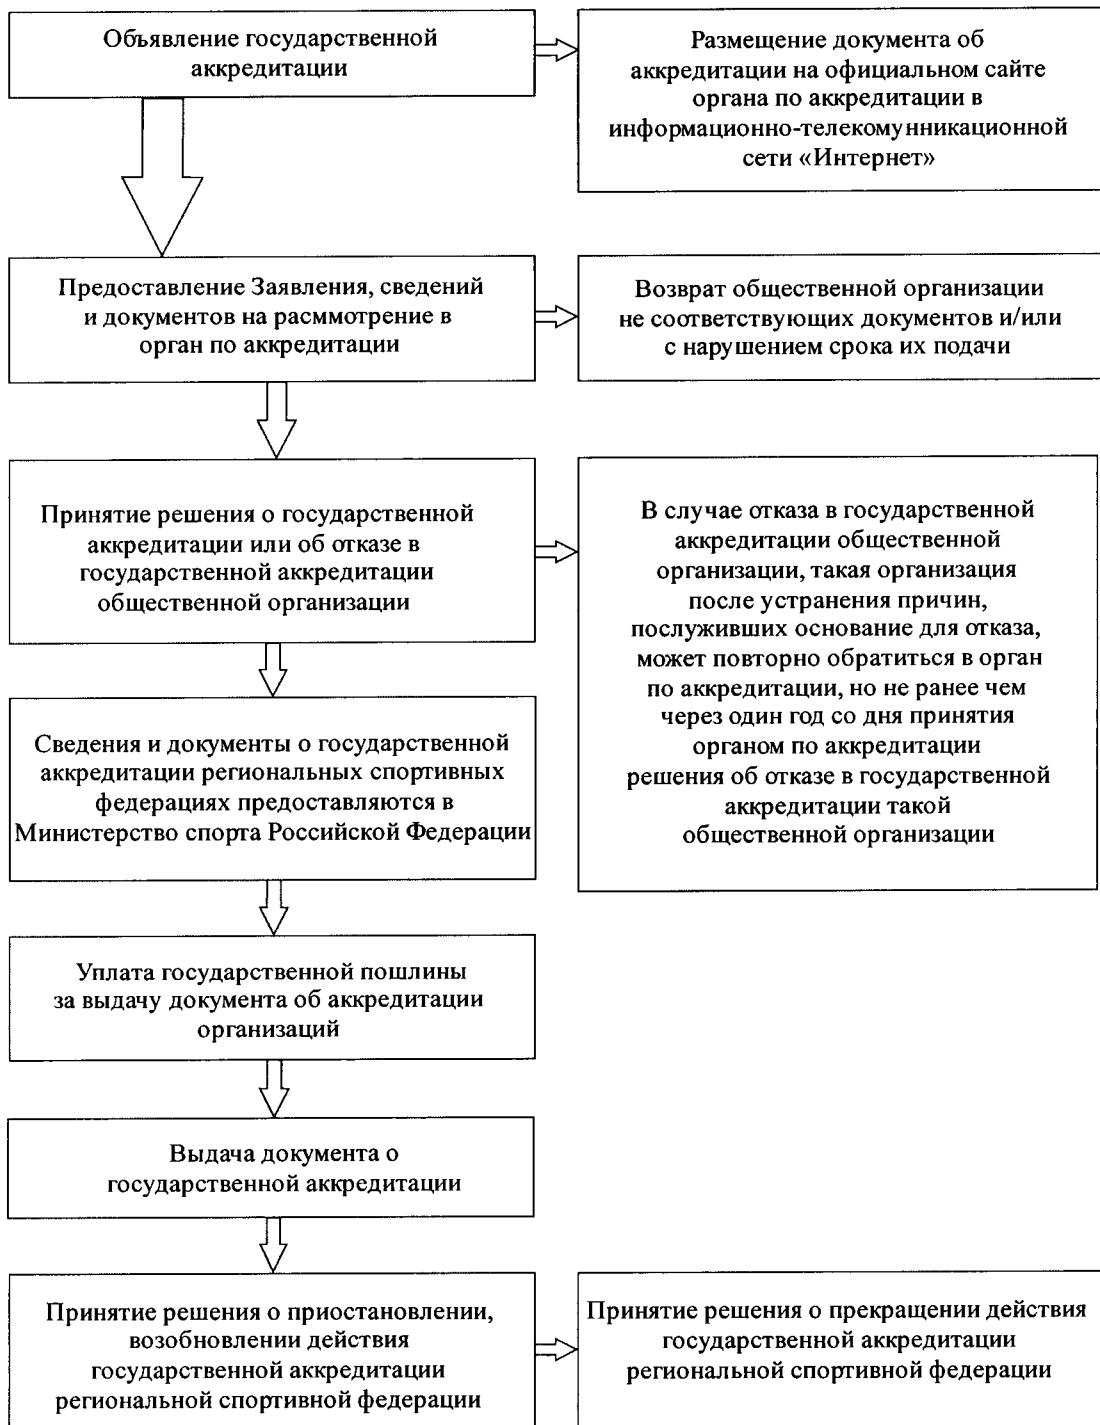 Объявление государственной
аккредитации
Размещение документа об
аккредитации на официальном сайте
органа по аккредитации в
информационно-телекомунникационной
сети «Интернет»
Предоставление Заявления, сведений
и документов на расммотрение в
орган по аккредитации
Возврат общественной организации
не соответствующих документов и/или
с нарушением срока их подачи
Принятие решения о государственной
аккредитации или об отказе в
государственной аккредитации
общественной организации
В случае отказа в государственной
аккредитации общественной
организации, такая организация
после устранения причин,
послуживших основание для отказа,
может повторно обратиться в орган
по аккредитации, но не ранее чем
через один год со дня принятия
органом по аккредитации
решения об отказе в государственной
аккредитации такой
общественной организации
Сведения и документы о государственной
аккредитации региональных спортивных
федерациях предоставляются в
Министерство спорта Российской Федерации
Уплата государственной пошлины
за выдачу документа об аккредитации
организаций
Выдача документа о
государственной аккредитации
Принятие решения о приостановлении,
возобновлении действия
государственной аккредитации
региональной спортивной федерации
Принятие решения о прекращении действия
государственной аккредитации
региональной спортивной федерации